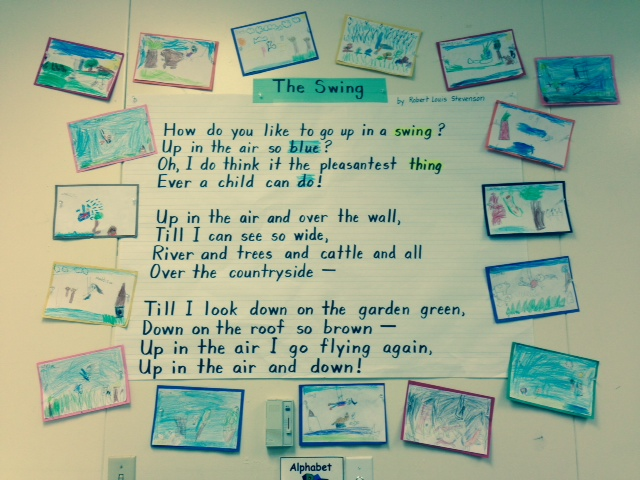 The Swing
by Robert Louis Stevenson
How do you like to go up in a swing?
Up in the air so blue?
Oh, I do think it the pleasantest thing
Ever a child can do!
Up in the air and over the wall,
Till I can see so wide,
River and trees and cattle and all
Over the countryside —
Till I look down on the garden green,
Down on the roof so brown —
Up in the air I go flying again,
Up in the air and down!
Alphabet